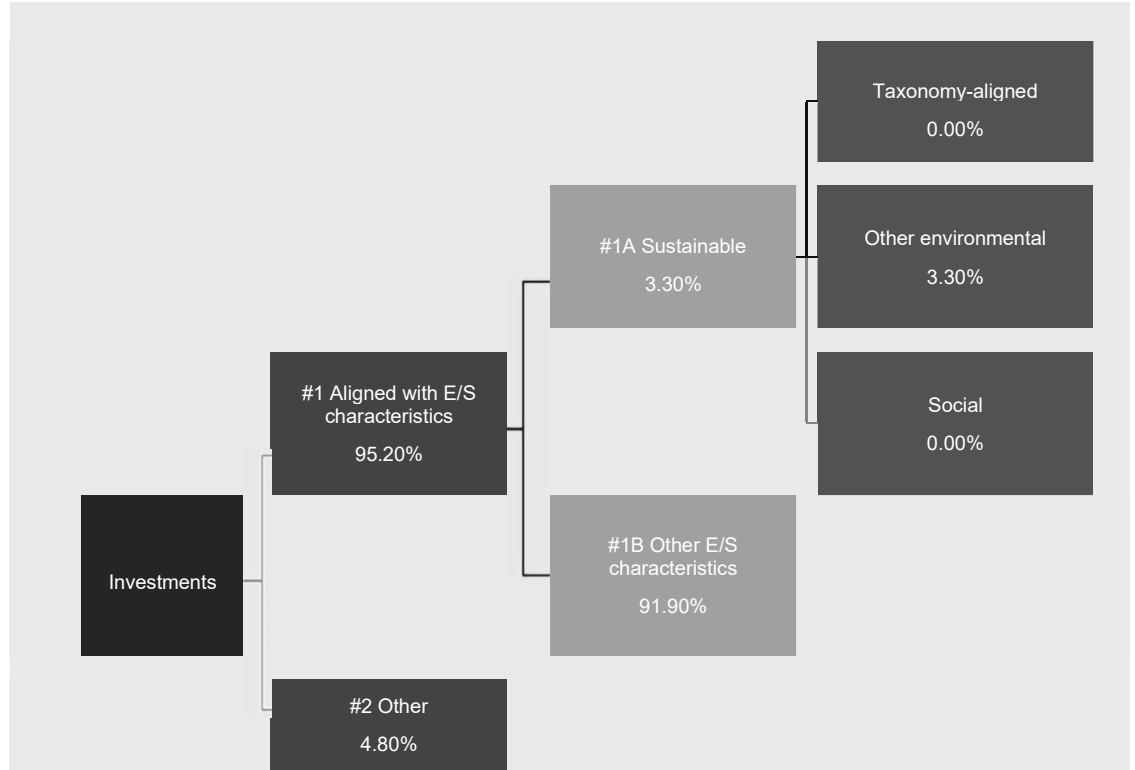 Taxonomy-aligned
0.00%
#1A Sustainable
3.30%
Other environmental
3.30%
#1 Aligned with E/S
characteristics
95.20%
Social
0.00%
Investments
#1B Other E/S
characteristics
91.90%
#2 Other
4.80%